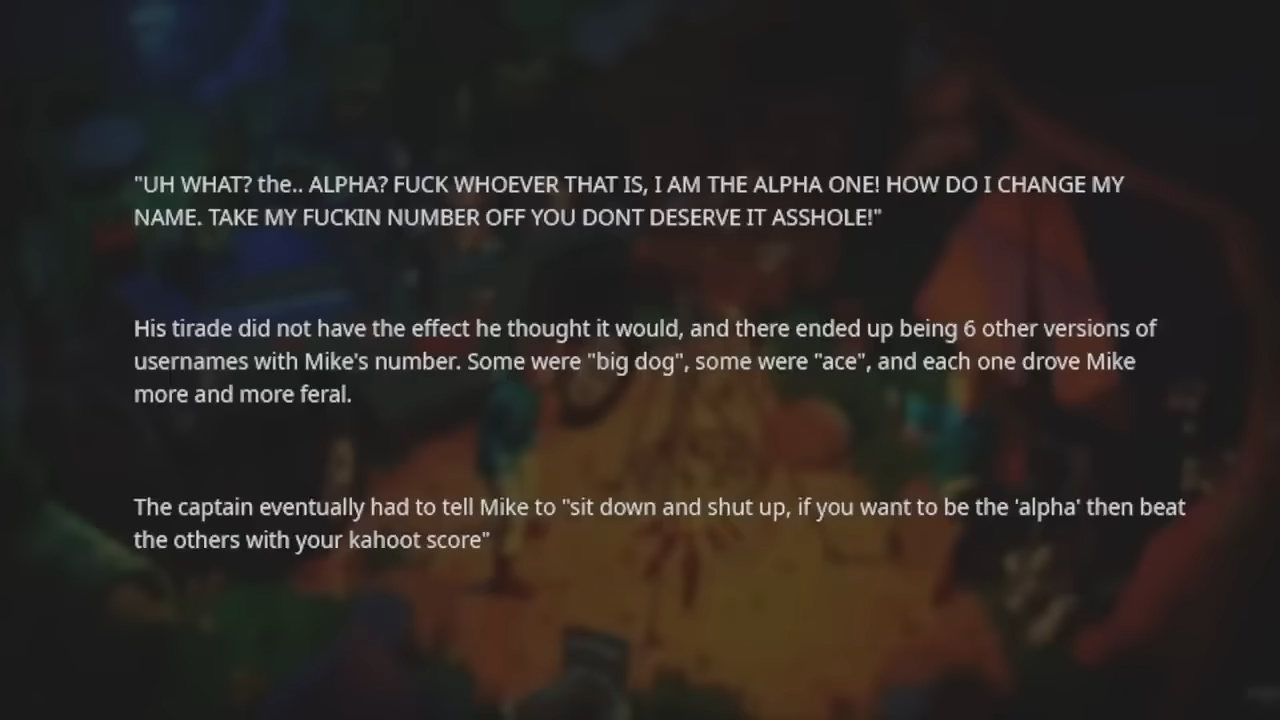 "UH WHAT? the.. ALPHA? FUCK WHOEVER THAT IS, I AM THE ALPHA ONE! HOW DO I CHANGE MY
NAME. TAKE MY FUCKIN NUMBER OFF YOU DONT DESERVE IT ASSHOLE!"
His tirade did not have the effect he thought it would, and there ended up being 6 other versions of
usernames with Mike's number. Some were "big dog", some were "ace", and each one drove Mike
more and more feral.
The captain eventually had to tell Mike to "sit down and shut up, if you want to be the 'alpha' then beat
the others with your kahoot score"